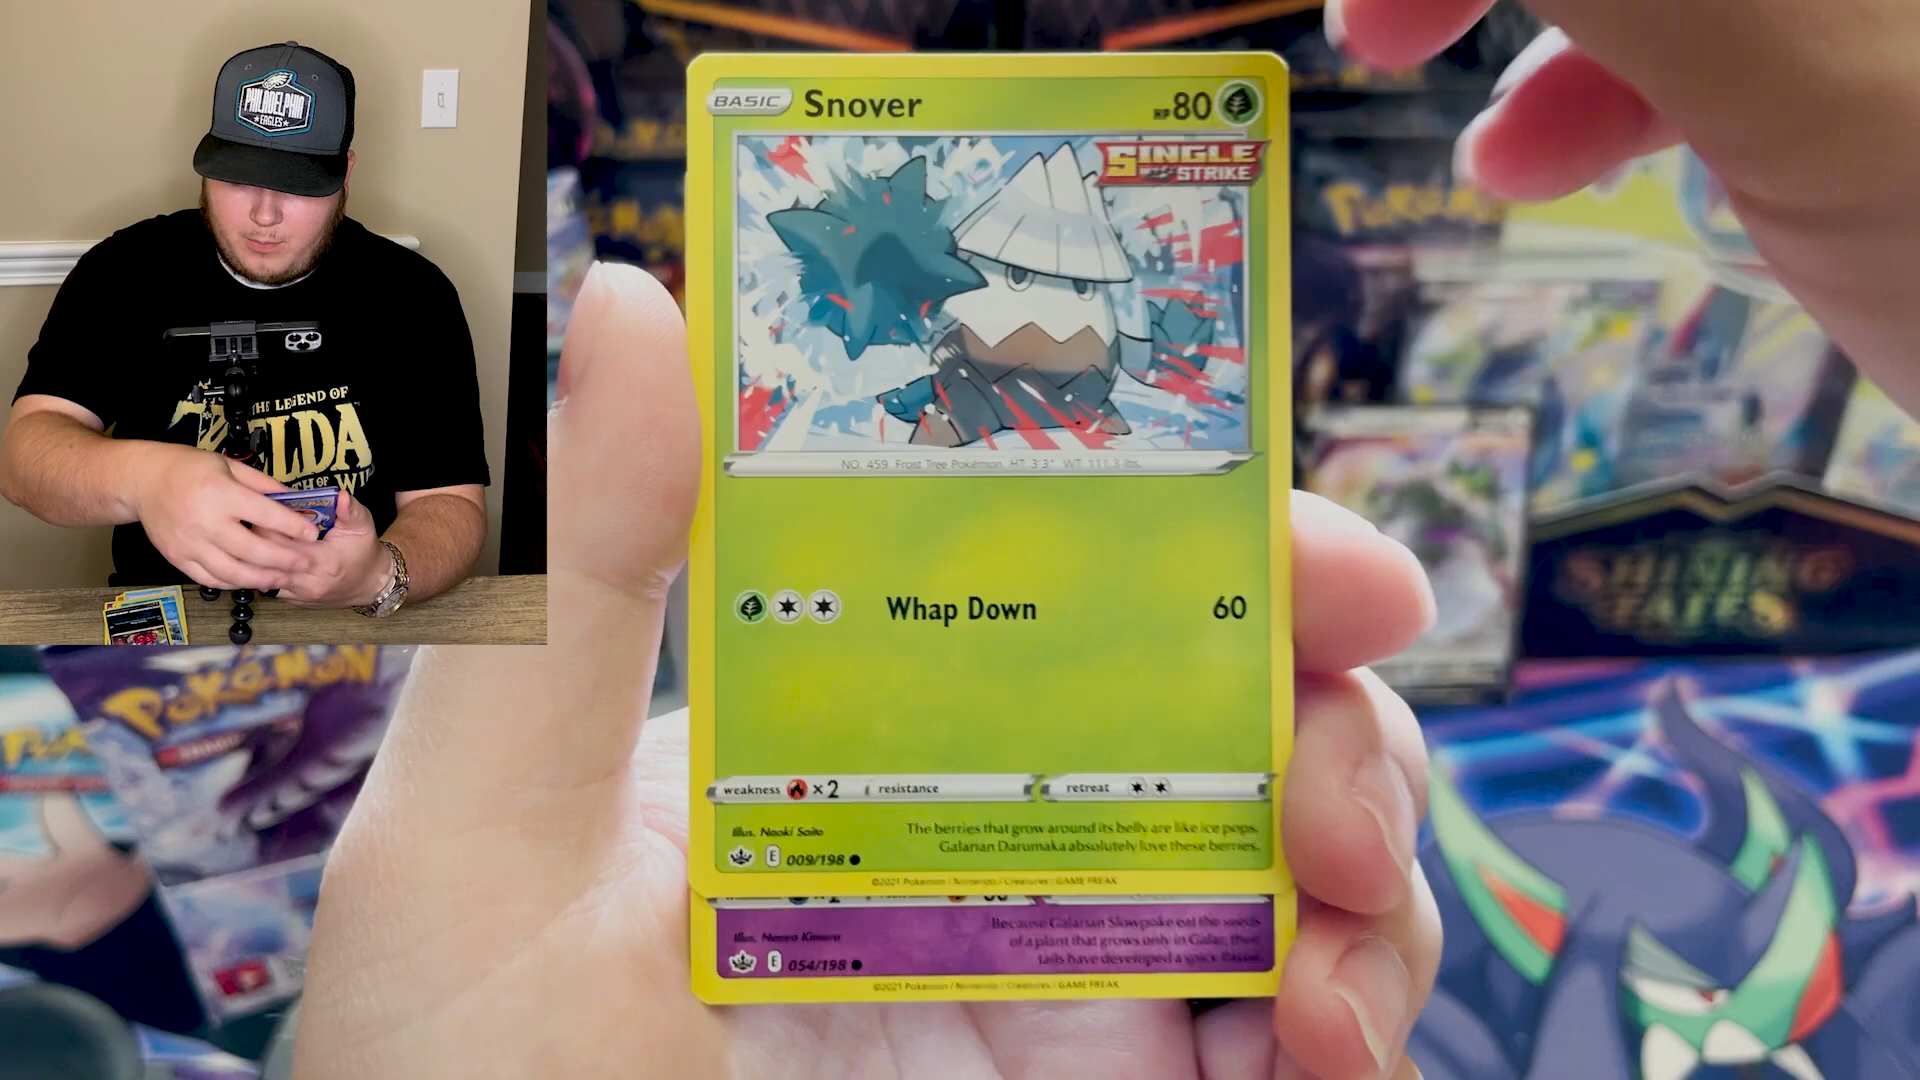 PHILADELPHIA
★EAGLES★
THE LEGEND OF
ZELDA
BASIC Snover HP80
SINGLE
STRIKE
NO. 459 Frost Tree Pokémon HT: 3'3" WT: 111.3 lbs.
Whap Down 60
weakness ×2 resistance retreat
Illus. Naoki Saito
The berries that grow around its belly are like ice pops.
Galarian Darumaka absolutely love these berries.
E 009/198 ●
©2021 Pokémon / Nintendo / Creatures / GAME FREAK
Because Galarian Slowpoke eat the seeds
of a plant that grows only in Galar, their
tails have developed a spicy flavor.
E 054/198 ●
©2021 Pokémon / Nintendo / Creatures / GAME FREAK
POKéMON
POKéMON
SHINING
FATES